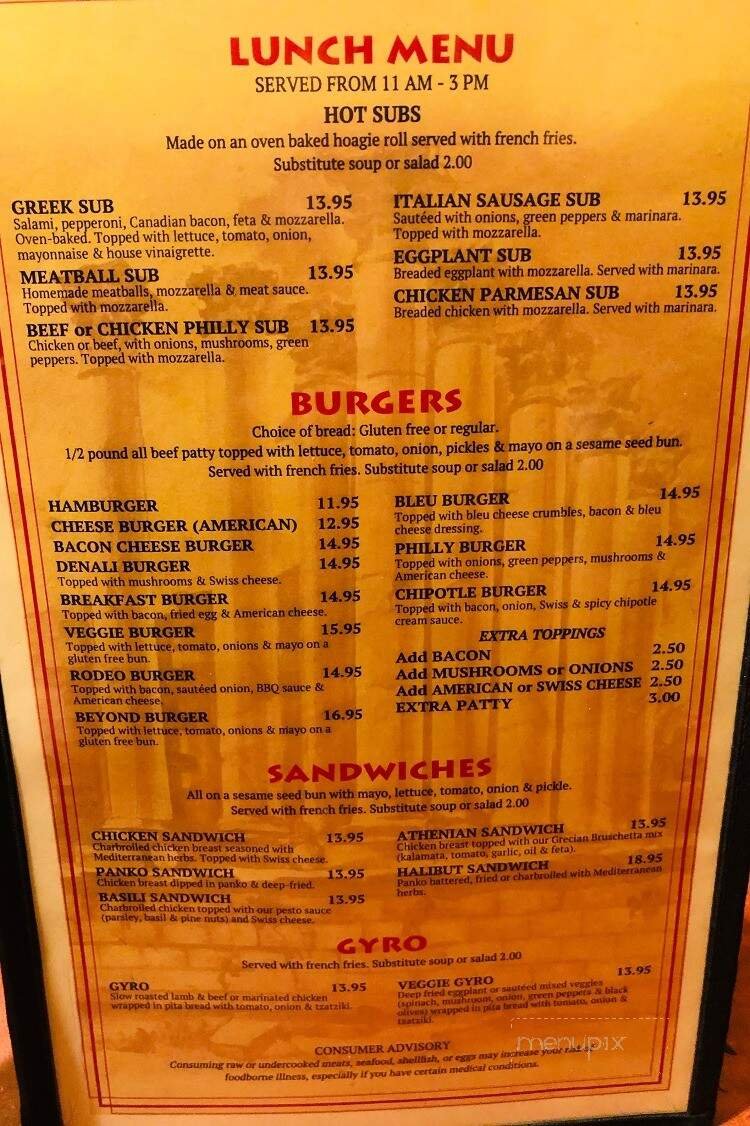 LUNCH MENU
SERVED FROM 11 AM - 3 PM
HOT SUBS
Made on an oven baked hoagie roll served with french fries.
Substitute soup or salad 2.00
GREEK SUB 13.95
Salami, pepperoni, Canadian bacon, feta & mozzarella.
Oven-baked. Topped with lettuce, tomato, onion,
mayonnaise & house vinaigrette.
MEATBALL SUB 13.95
Homemade meatballs, mozzarella & meat sauce.
Topped with mozzarella.
BEEF or CHICKEN PHILLY SUB 13.95
Chicken or beef, with onions, mushrooms, green
peppers. Topped with mozzarella.
ITALIAN SAUSAGE SUB 13.95
Sautéed with onions, green peppers & marinara.
Topped with mozzarella.
EGGPLANT SUB 13.95
Breaded eggplant with mozzarella. Served with marinara.
CHICKEN PARMESAN SUB 13.95
Breaded chicken with mozzarella. Served with marinara.
BURGERS
Choice of bread: Gluten free or regular.
1/2 pound all beef patty topped with lettuce, tomato, onion, pickles & mayo on a sesame seed bun.
Served with french fries. Substitute soup or salad 2.00
HAMBURGER 11.95
CHEESE BURGER (AMERICAN) 12.95
BACON CHEESE BURGER 14.95
DENALI BURGER 14.95
Topped with mushrooms & Swiss cheese.
BREAKFAST BURGER 14.95
Topped with bacon, fried egg & American cheese.
VEGGIE BURGER 15.95
Topped with lettuce, tomato, onions & mayo on a
gluten free bun.
RODEO BURGER 14.95
Topped with bacon, sautéed onion, BBQ sauce &
American cheese.
BEYOND BURGER 16.95
Topped with lettuce, tomato, onions & mayo on a
gluten free bun.
BLEU BURGER 14.95
Topped with bleu cheese crumbles, bacon & bleu
cheese dressing.
PHILLY BURGER 14.95
Topped with onions, green peppers, mushrooms &
American cheese.
CHIPOTLE BURGER 14.95
Topped with bacon, onion, Swiss & spicy chipotle
cream sauce.
EXTRA TOPPINGS
Add BACON 2.50
Add MUSHROOMS or ONIONS 2.50
Add AMERICAN or SWISS CHEESE 2.50
EXTRA PATTY 3.00
SANDWICHES
All on a sesame seed bun with mayo, lettuce, tomato, onion & pickle.
Served with french fries. Substitute soup or salad 2.00
CHICKEN SANDWICH 13.95
Charbroiled chicken breast seasoned with
Mediterranean herbs. Topped with Swiss cheese.
PANKO SANDWICH 13.95
Chicken breast dipped in panko & deep-fried.
BASILI SANDWICH 13.95
Charbroiled chicken topped with our pesto sauce
(parsley, basil & pine nuts) and Swiss cheese.
ATHENIAN SANDWICH 13.95
Chicken breast topped with our Grecian Bruschetta mix
(kalamata, tomato, garlic, oil & feta).
HALIBUT SANDWICH 18.95
Panko battered, fried or charbroiled with Mediterranean
herbs.
GYRO
Served with french fries. Substitute soup or salad 2.00
GYRO 13.95
Slow roasted lamb & beef or marinated chicken
wrapped in pita bread with tomato, onion & tzatziki.
VEGGIE GYRO 13.95
Deep fried eggplant or sautéed mixed veggies
(spinach, mushroom, onion, green peppers & black
olives) wrapped in pita bread with tomato, onion &
tzatziki.
menupix
CONSUMER ADVISORY
Consuming raw or undercooked meats, seafood, shellfish, or eggs may increase your risk of
foodborne illness, especially if you have certain medical conditions.